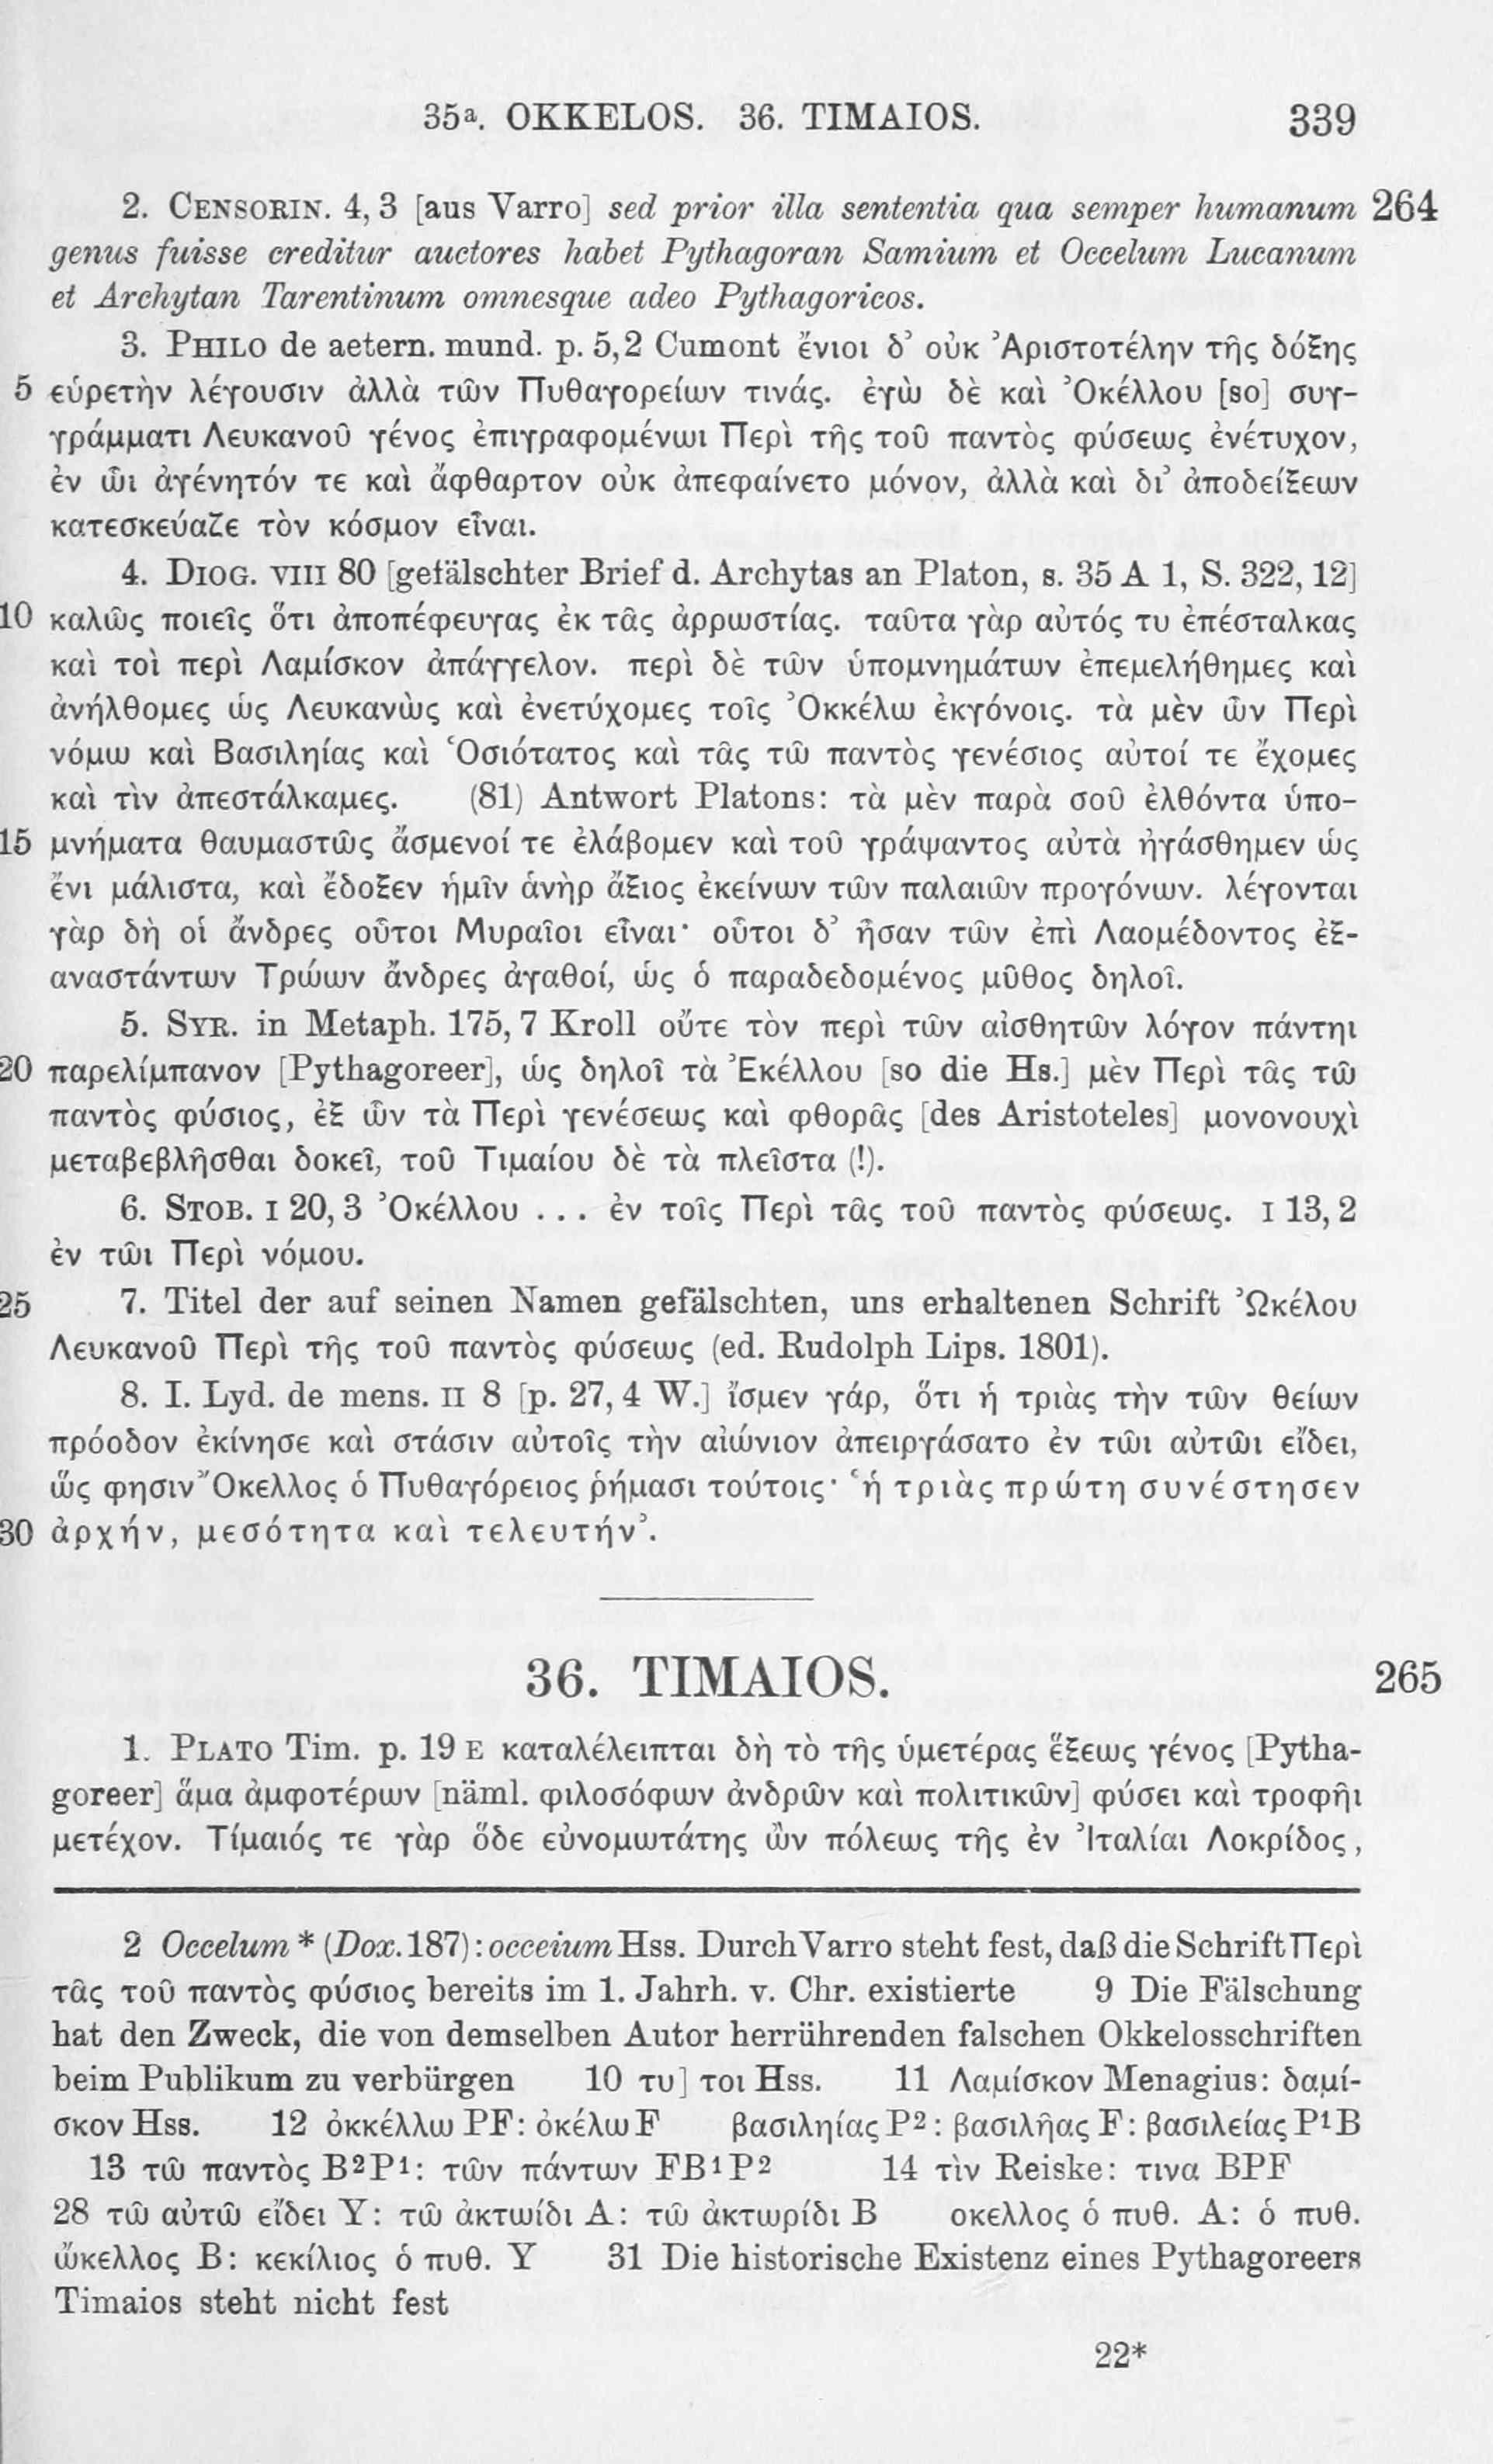 35a. OKKELOS. 36. TIMAIOS. 339
2. CENSORIN. 4, 3 [aus Varro] sed prior illa sententia qua semper humanum 264
genus fuisse creditur auctores habet Pythagoran Samium et Occelum Lucanum
et Archytan Tarentinum omnesque adeo Pythagoricos.
3. PHILO de aetern. mund. p. 5,2 Cumont ἔνιοι δ' οὐκ Ἀριστοτέλην τῆς δόξης
5 εὑρετὴν λέγουσιν ἀλλὰ τῶν Πυθαγορείων τινάς. ἐγὼ δὲ καὶ Ὀκέλλου [so] συγ-
γράμματι Λευκανοῦ γένος ἐπιγραφομένωι Περὶ τῆς τοῦ παντὸς φύσεως ἐνέτυχον,
ἐν ὧι ἀγένητόν τε καὶ ἄφθαρτον οὐκ ἀπεφαίνετο μόνον, ἀλλὰ καὶ δι' ἀποδείξεων
κατεσκεύαζε τὸν κόσμον εἶναι.
4. DIOG. VIII 80 [gefälschter Brief d. Archytas an Platon, s. 35 A 1, S. 322, 12]
10 καλῶς ποιεῖς ὅτι ἀποπέφευγας ἐκ τᾶς ἀρρωστίας. ταῦτα γὰρ αὐτός τυ ἐπέσταλκας
καὶ τοὶ περὶ Λαμίσκον ἀπάγγελον. περὶ δὲ τῶν ὑπομνημάτων ἐπεμελήθημες καὶ
ἀνήλθομες ὡς Λευκανὼς καὶ ἐνετύχομες τοῖς Ὀκκέλω ἐκγόνοις. τὰ μὲν ὦν Περὶ
νόμω καὶ Βασιληίας καὶ Ὁσιότατος καὶ τᾶς τῶ παντὸς γενέσιος αὐτοί τε ἔχομες
καὶ τὶν ἀπεστάλκαμες. (81) Antwort Platons: τὰ μὲν παρὰ σοῦ ἐλθόντα ὑπο-
15 μνήματα θαυμαστῶς ἄσμενοί τε ἐλάβομεν καὶ τοῦ γράψαντος αὐτὰ ἠγάσθημεν ὡς
ἔνι μάλιστα, καὶ ἔδοξεν ἡμῖν ἁνὴρ ἄξιος ἐκείνων τῶν παλαιῶν προγόνων. λέγονται
γὰρ δὴ οἱ ἄνδρες οὗτοι Μυραῖοι εἶναι· οὗτοι δ' ἦσαν τῶν ἐπὶ Λαομέδοντος ἐξ-
αναστάντων Τρώων ἄνδρες ἀγαθοί, ὡς ὁ παραδεδομένος μῦθος δηλοῖ.
5. SYR. in Metaph. 175, 7 Kroll οὔτε τὸν περὶ τῶν αἰσθητῶν λόγον πάντηι
20 παρελίμπανον [Pythagoreer], ὡς δηλοῖ τὰ Ἐκέλλου [so die Hs.] μὲν Περὶ τᾶς τῶ
παντὸς φύσιος, ἐξ ὧν τὰ Περὶ γενέσεως καὶ φθορᾶς [des Aristoteles] μονονουχὶ
μεταβεβλῆσθαι δοκεῖ, τοῦ Τιμαίου δὲ τὰ πλεῖστα (!).
6. STOB. I 20, 3 Ὀκέλλου ... ἐν τοῖς Περὶ τᾶς τοῦ παντὸς φύσεως. I 13, 2
ἐν τῶι Περὶ νόμου.
25 7. Titel der auf seinen Namen gefälschten, uns erhaltenen Schrift Ὠκέλου
Λευκανοῦ Περὶ τῆς τοῦ παντὸς φύσεως (ed. Rudolph Lips. 1801).
8. I. Lyd. de mens. II 8 [p. 27, 4 W.] ἴσμεν γάρ, ὅτι ἡ τριὰς τὴν τῶν θείων
πρόοδον ἐκίνησε καὶ στάσιν αὐτοῖς τὴν αἰώνιον ἀπειργάσατο ἐν τῶι αὐτῶι εἴδει,
ὥς φησιν Ὄκελλος ὁ Πυθαγόρειος ῥήμασι τούτοις· ‘ἡ τριὰς πρώτη συνέστησεν
30 ἀρχήν, μεσότητα καὶ τελευτήν’.
36. TIMAIOS. 265
1. PLATO Tim. p. 19 E καταλέλειπται δὴ τὸ τῆς ὑμετέρας ἕξεως γένος [Pytha-
goreer] ἅμα ἀμφοτέρων [näml. φιλοσόφων ἀνδρῶν καὶ πολιτικῶν] φύσει καὶ τροφῆι
μετέχον. Τίμαιός τε γὰρ ὅδε εὐνομωτάτης ὢν πόλεως τῆς ἐν Ἰταλίαι Λοκρίδος,
2 Occelum * (Dox. 187): occeium Hss. Durch Varro steht fest, daß die Schrift Περὶ
τᾶς τοῦ παντὸς φύσιος bereits im 1. Jahrh. v. Chr. existierte 9 Die Fälschung
hat den Zweck, die von demselben Autor herrührenden falschen Okkelosschriften
beim Publikum zu verbürgen 10 τυ] τοι Hss. 11 Λαμίσκον Menagius: δαμί-
σκον Hss. 12 ὀκκέλλω PF: ὀκέλω F βασιληίας P2: βασιλῆας F: βασιλείας P1B
13 τῶ παντὸς B2P1: τῶν πάντων FB1P2 14 τὶν Reiske: τινα BPF
28 τῶ αὐτῶ εἴδει Y: τῶ ἀκτωίδι A: τῶ ἀκτωρίδι B οκελλος ὁ πυθ. A: ὁ πυθ.
ὤκελλος B: κεκίλιος ὁ πυθ. Y 31 Die historische Existenz eines Pythagoreers
Timaios steht nicht fest
22*